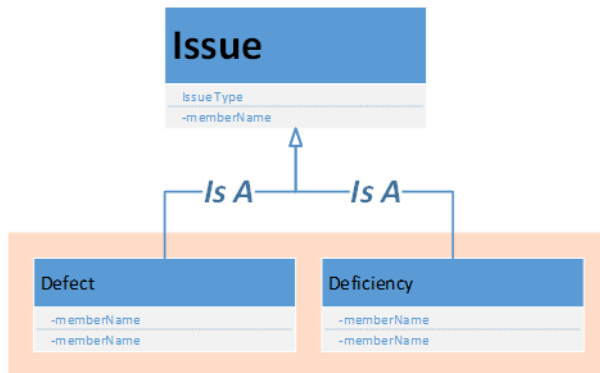 Issue
IssueType
-memberName
Is A Is A
Defect
Deficiency
-memberName
-memberName
-memberName
-memberName